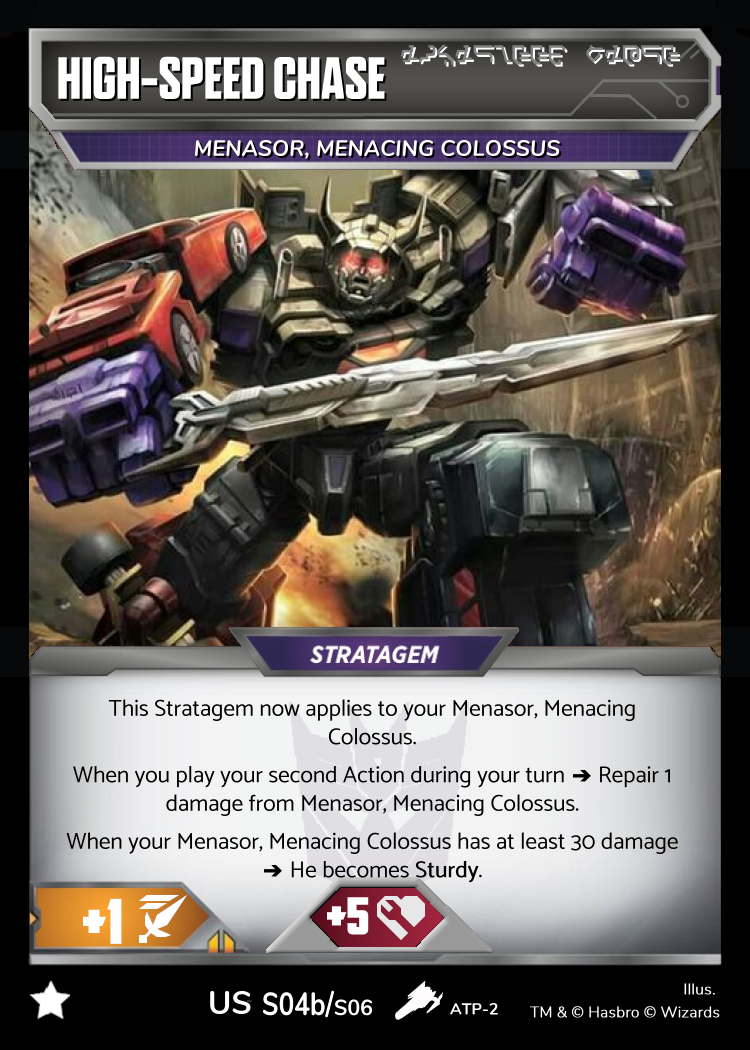 HIGH-SPEED CHASE
MENASOR, MENACING COLOSSUS
STRATAGEM
This Stratagem now applies to your Menasor, Menacing
Colossus.
When you play your second Action during your turn ➔ Repair 1
damage from Menasor, Menacing Colossus.
When your Menasor, Menacing Colossus has at least 30 damage
➔ He becomes Sturdy.
+1
+5
US S04b/S06
ATP-2
Illus.
TM & © Hasbro © Wizards